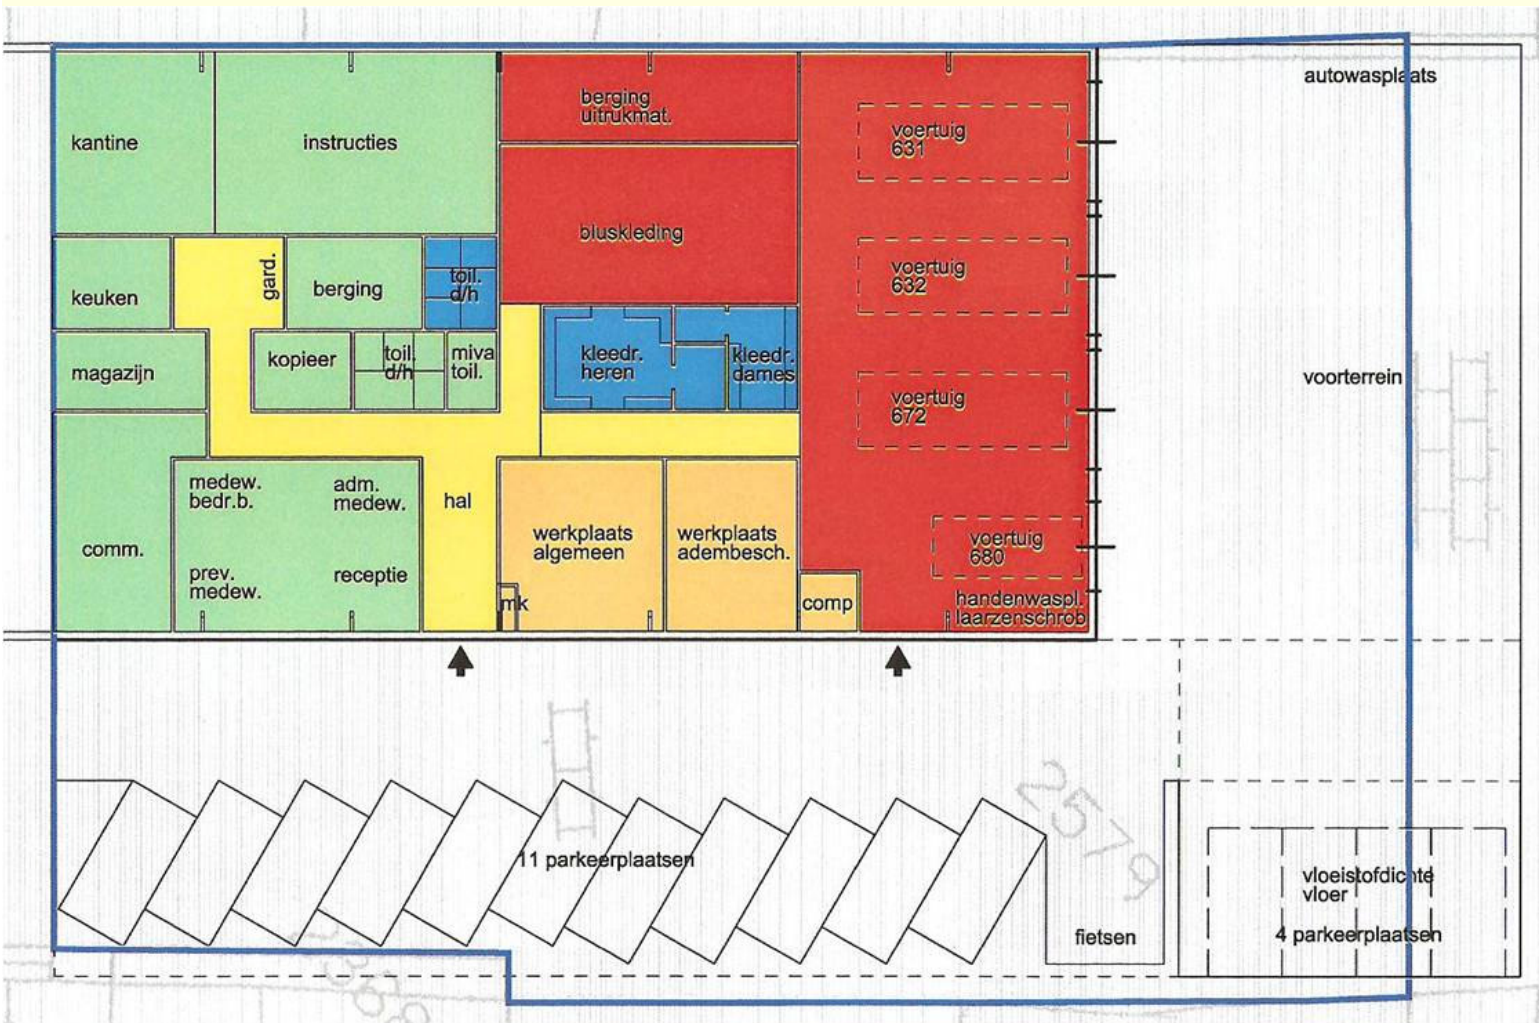 autowasplaats
berging
uitrukmat.
kantine
instructies
voertuig
631
bluskleding
gard.
keuken
berging
toil.
d/h
voertuig
632
magazijn
kopieer
toil.
d/h
miva
toil.
kleedr.
heren
kleedr.
dames
voertuig
672
voorterrein
medew.
bedr.b.
adm.
medew.
hal
comm.
werkplaats
algemeen
werkplaats
adembesch.
voertuig
680
prev.
medew.
receptie
mk
comp
handenwaspl.
laarzenschrob
2579
11 parkeerplaatsen
vloeistofdichte
vloer
fietsen
4 parkeerplaatsen